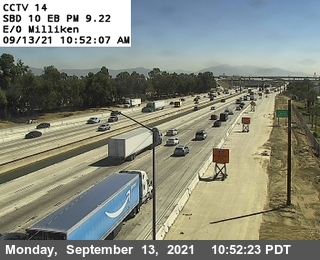 CCTV 14
SBD 10 EB PM 9.22
E/O Milliken
09/13/21 10:52:07 AM
Monday, September 13, 2021 10:52:23 PDT